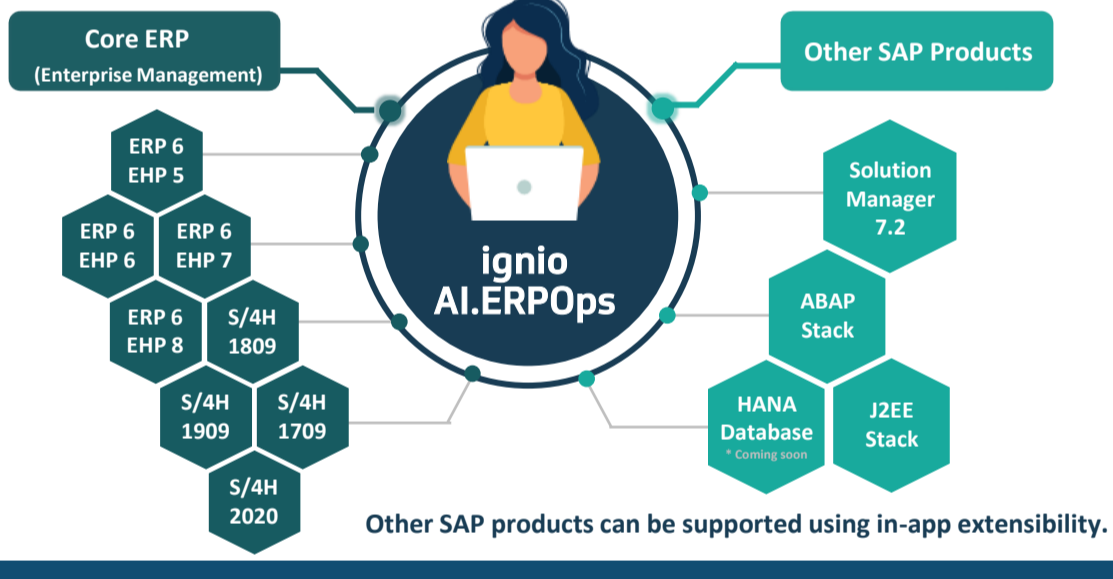 Core ERP
(Enterprise Management)
ERP 6
EHP 5
ERP 6
EHP 6
ERP 6
EHP 7
ERP 6
EHP 8
S/4H
1809
S/4H
1909
S/4H
1709
S/4H
2020
ignio
AI.ERPOps
Other SAP Products
Solution
Manager
7.2
ABAP
Stack
HANA
Database
* Coming soon
J2EE
Stack
Other SAP products can be supported using in-app extensibility.